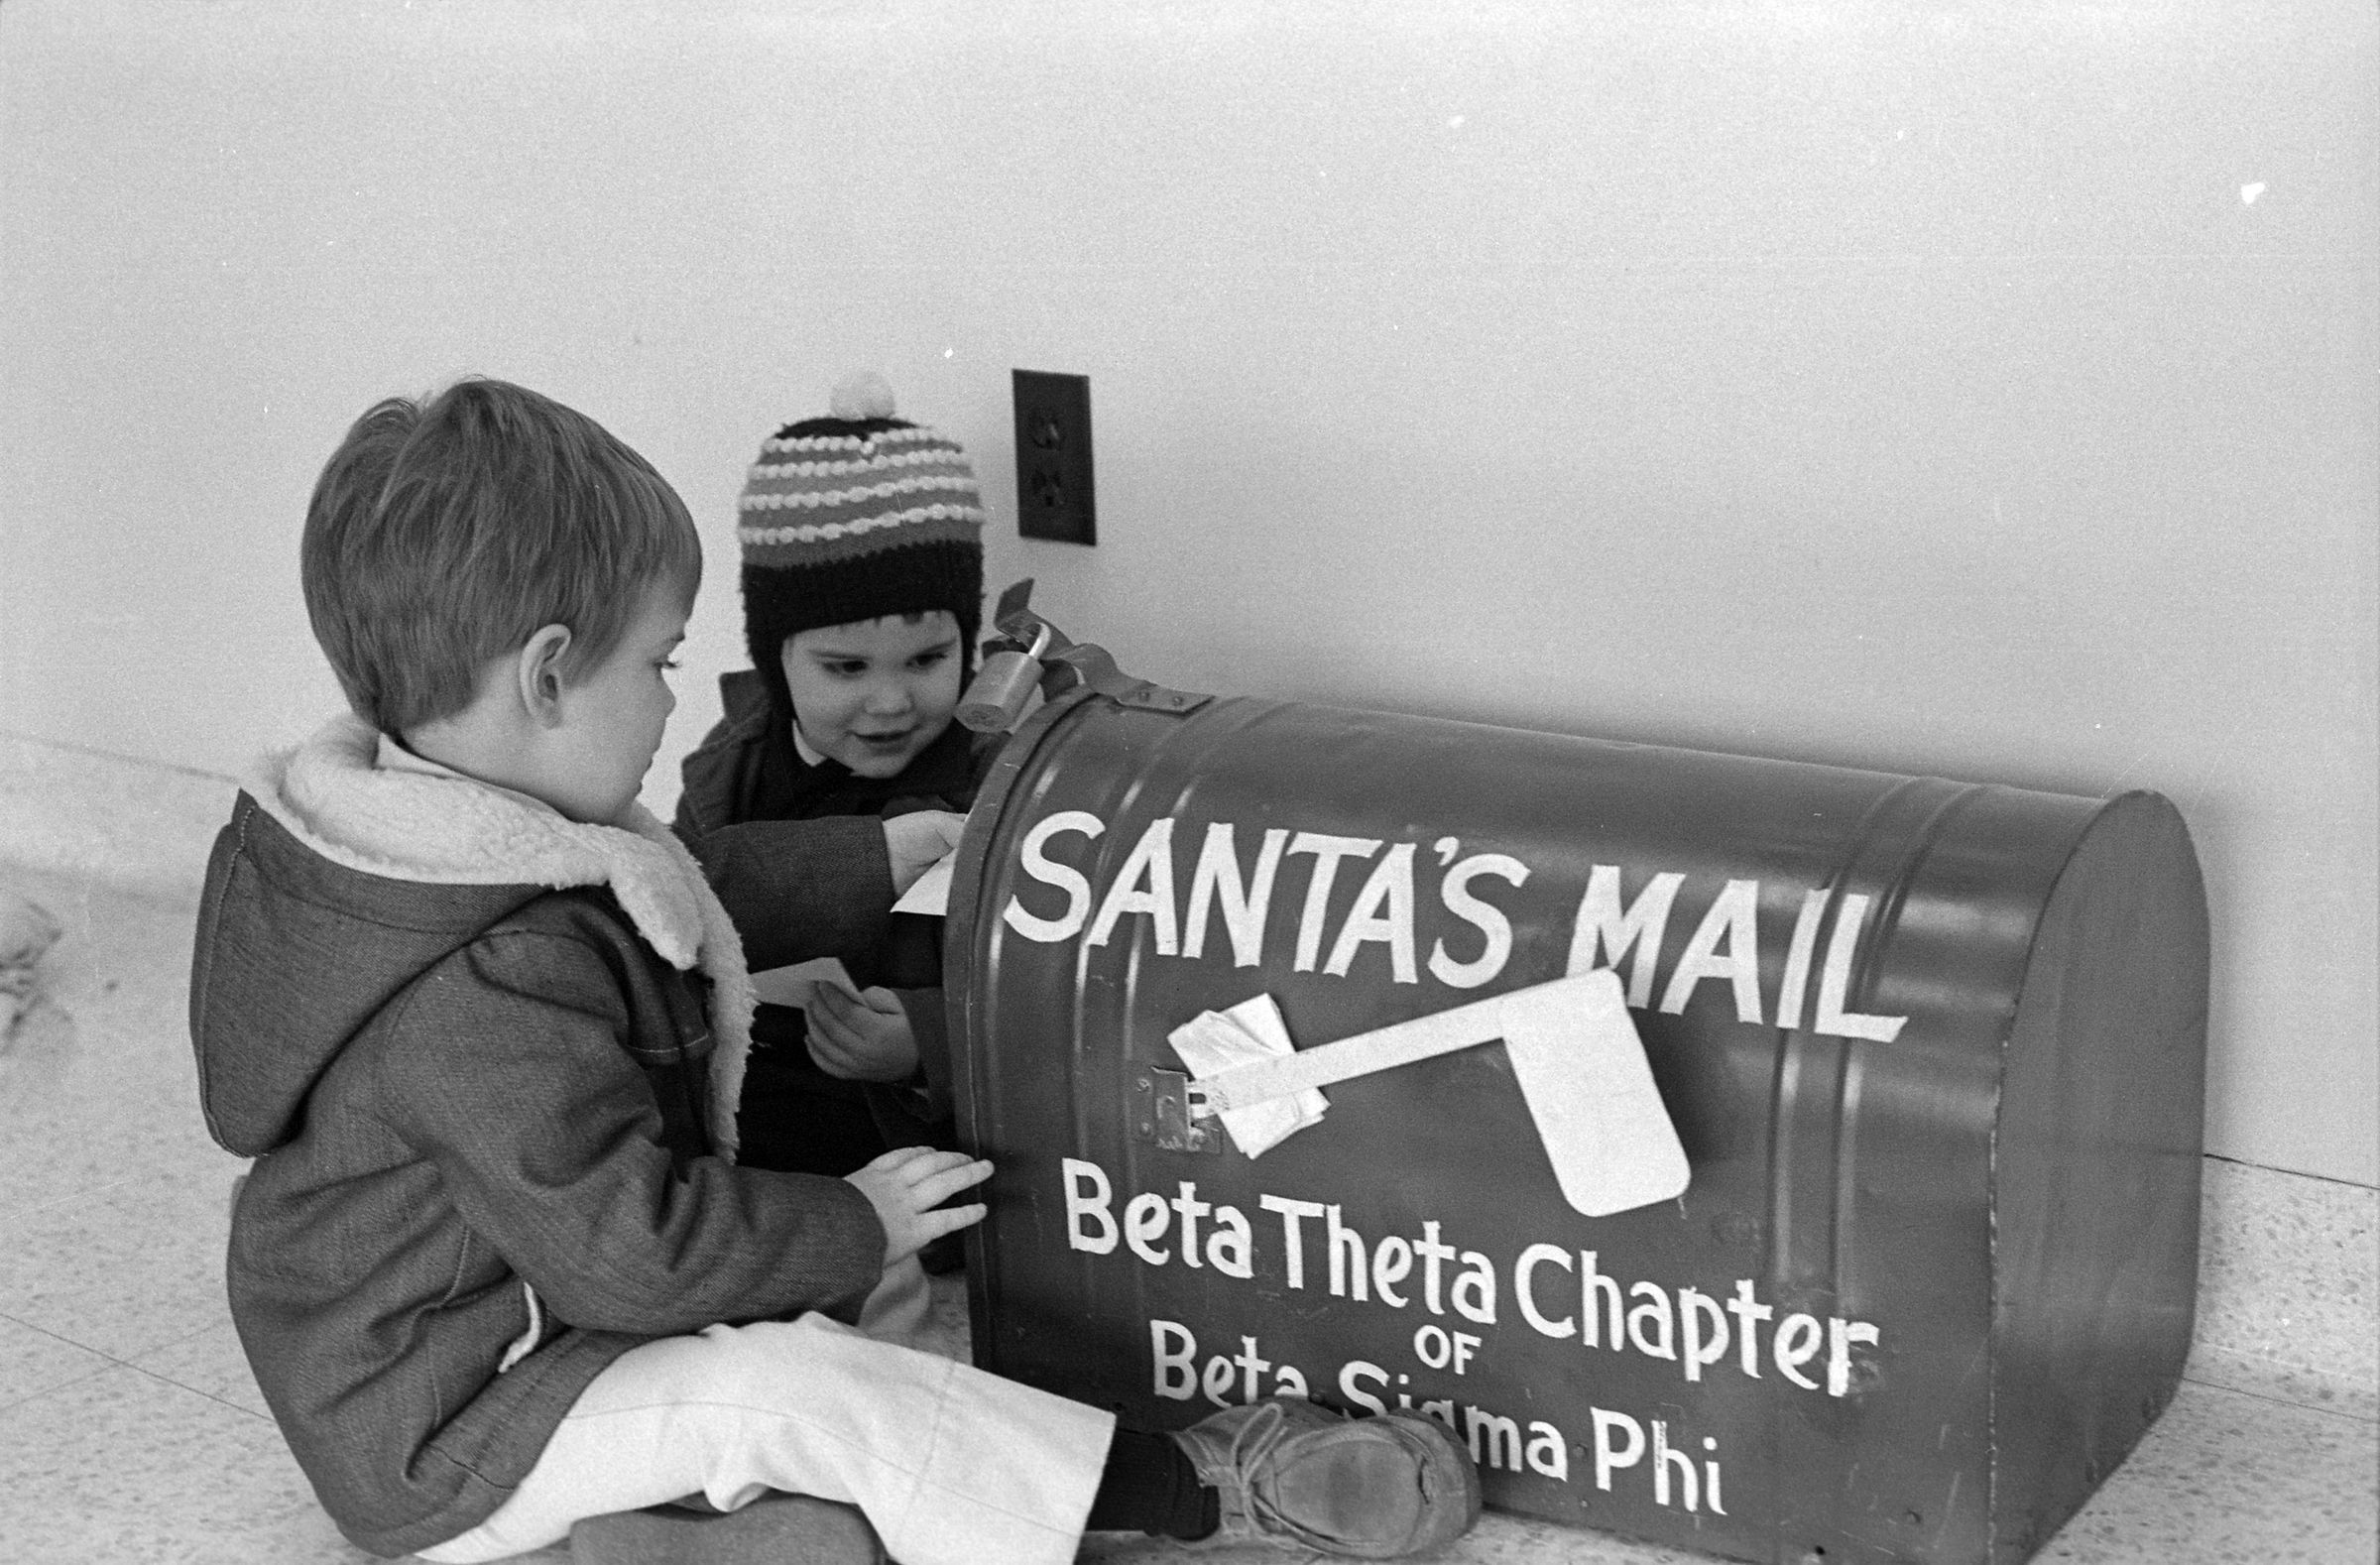 SANTA'S MAIL
Beta Theta Chapter
OF
Beta Sigma Phi